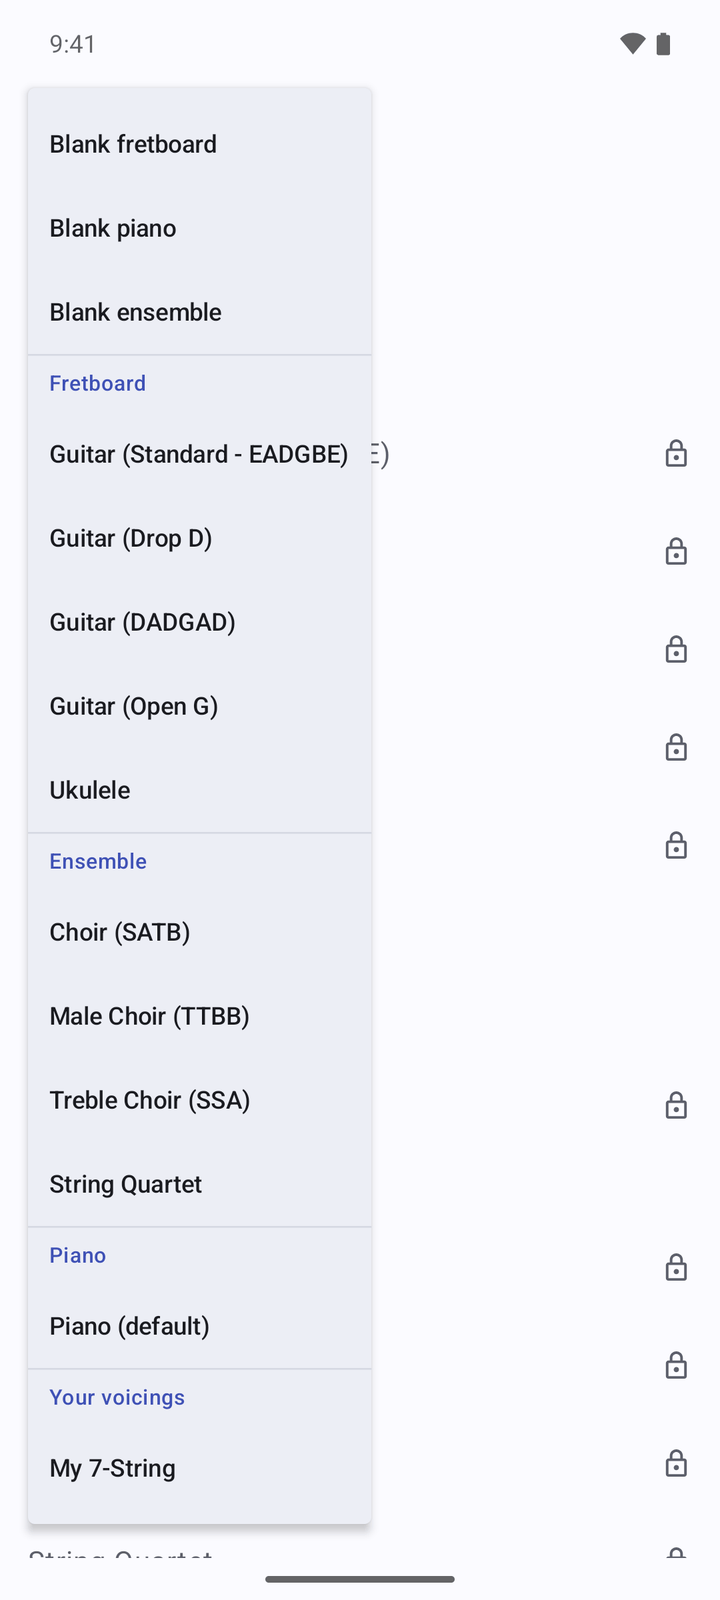 9:41
Blank fretboard
Blank piano
Blank ensemble
Fretboard
Guitar (Standard - EADGBE) E)
Guitar (Drop D)
Guitar (DADGAD)
Guitar (Open G)
Ukulele
Ensemble
Choir (SATB)
Male Choir (TTBB)
Treble Choir (SSA)
String Quartet
Piano
Piano (default)
Your voicings
My 7-String
String Quartet